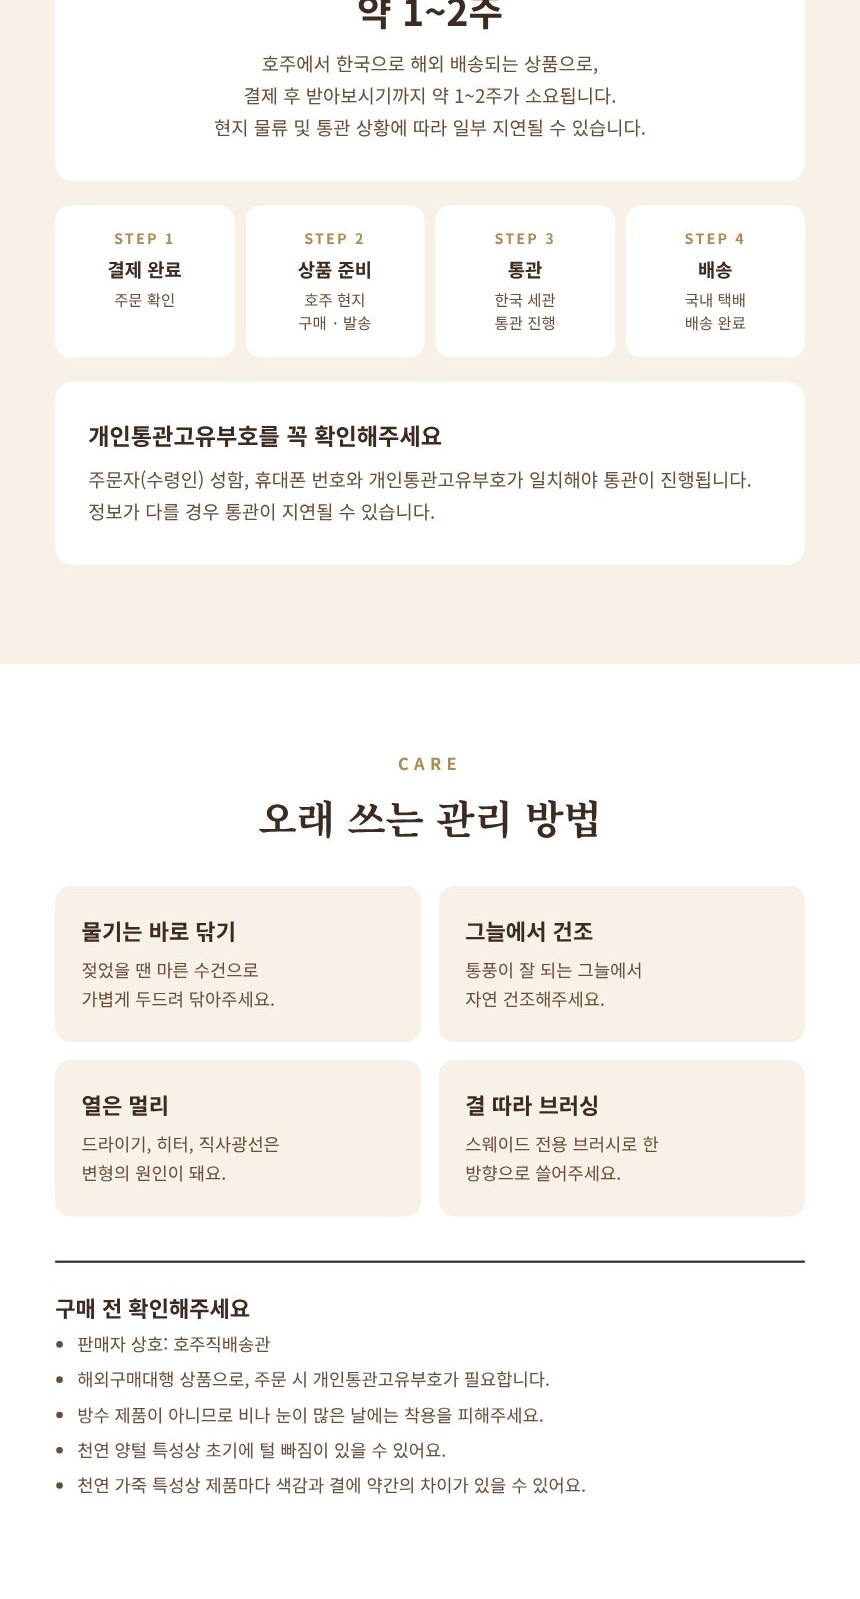 약 1~2주
호주에서 한국으로 해외 배송되는 상품으로,
결제 후 받아보시기까지 약 1~2주가 소요됩니다.
현지 물류 및 통관 상황에 따라 일부 지연될 수 있습니다.
STEP 1
결제 완료
주문 확인
STEP 2
상품 준비
호주 현지
구매 · 발송
STEP 3
통관
한국 세관
통관 진행
STEP 4
배송
국내 택배
배송 완료
개인통관고유부호를 꼭 확인해주세요
주문자(수령인) 성함, 휴대폰 번호와 개인통관고유부호가 일치해야 통관이 진행됩니다.
정보가 다를 경우 통관이 지연될 수 있습니다.
CARE
오래 쓰는 관리 방법
물기는 바로 닦기
젖었을 땐 마른 수건으로
가볍게 두드려 닦아주세요.
그늘에서 건조
통풍이 잘 되는 그늘에서
자연 건조해주세요.
열은 멀리
드라이기, 히터, 직사광선은
변형의 원인이 돼요.
결 따라 브러싱
스웨이드 전용 브러시로 한
방향으로 쓸어주세요.
구매 전 확인해주세요
• 판매자 상호: 호주직배송관
• 해외구매대행 상품으로, 주문 시 개인통관고유부호가 필요합니다.
• 방수 제품이 아니므로 비나 눈이 많은 날에는 착용을 피해주세요.
• 천연 양털 특성상 초기에 털 빠짐이 있을 수 있어요.
• 천연 가죽 특성상 제품마다 색감과 결에 약간의 차이가 있을 수 있어요.